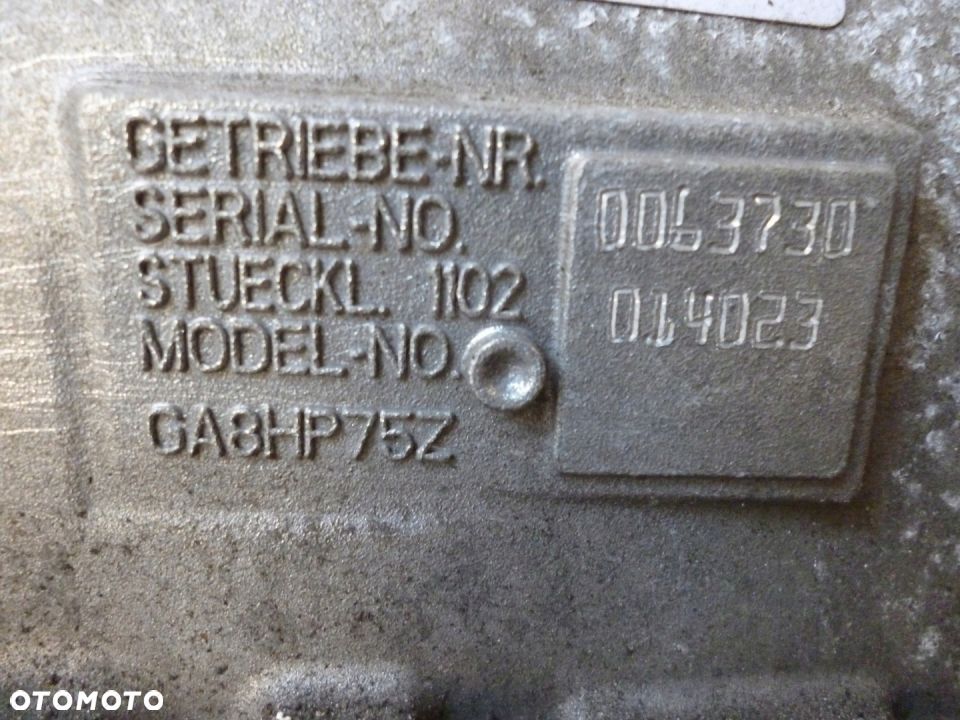 GETRIEBE-NR.
SERIAL-NO.
0063730
STUECKL. 1102
014023
MODEL-NO.
GA8HP75Z
OTOMOTO